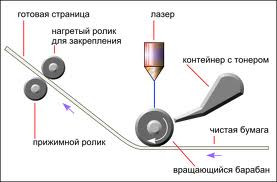 готовая страница
нагретый ролик
для закрепления
лазер
контейнер с тонером
прижимной ролик
чистая бумага
вращающийся барабан